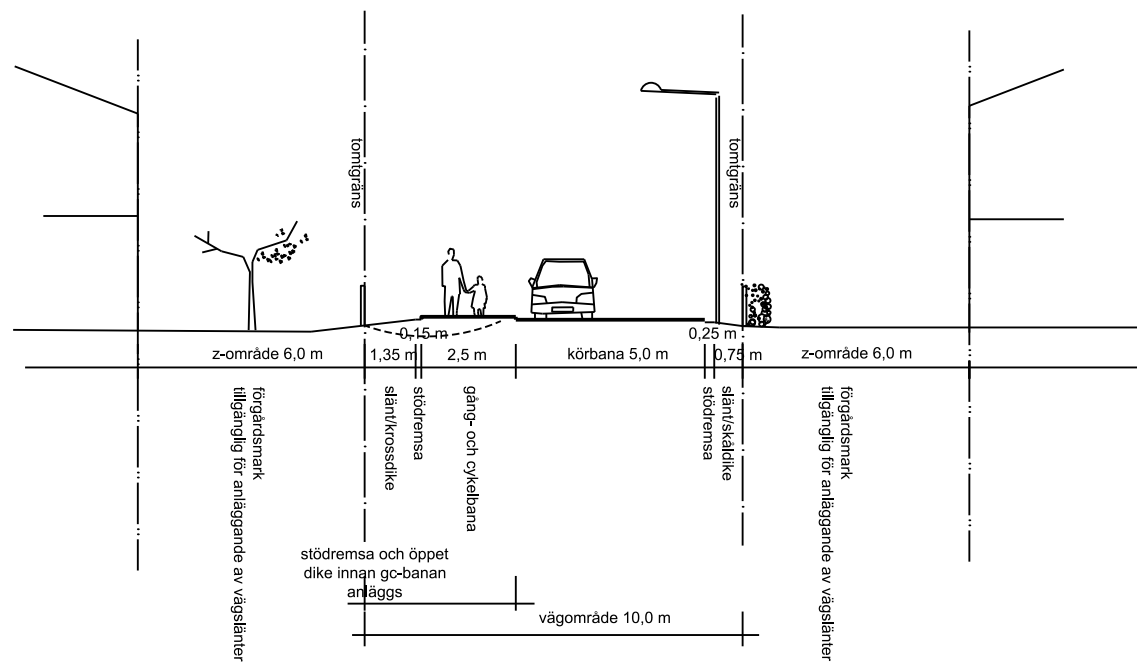 tomtgräns
tomtgräns
0,15 m
0,25 m
z-område 6,0 m
1,35 m
2,5 m
körbana 5,0 m
0,75 m
z-område 6,0 m
förgårdsmark
tillgänglig för anläggande av vägslänter
slänt/krossdike
stödremsa
gång- och cykelbana
stödremsa
slänt/skåldike
förgårdsmark
tillgänglig för anläggande av vägslänter
stödremsa och öppet
dike innan gc-banan
anläggs
vägområde 10,0 m